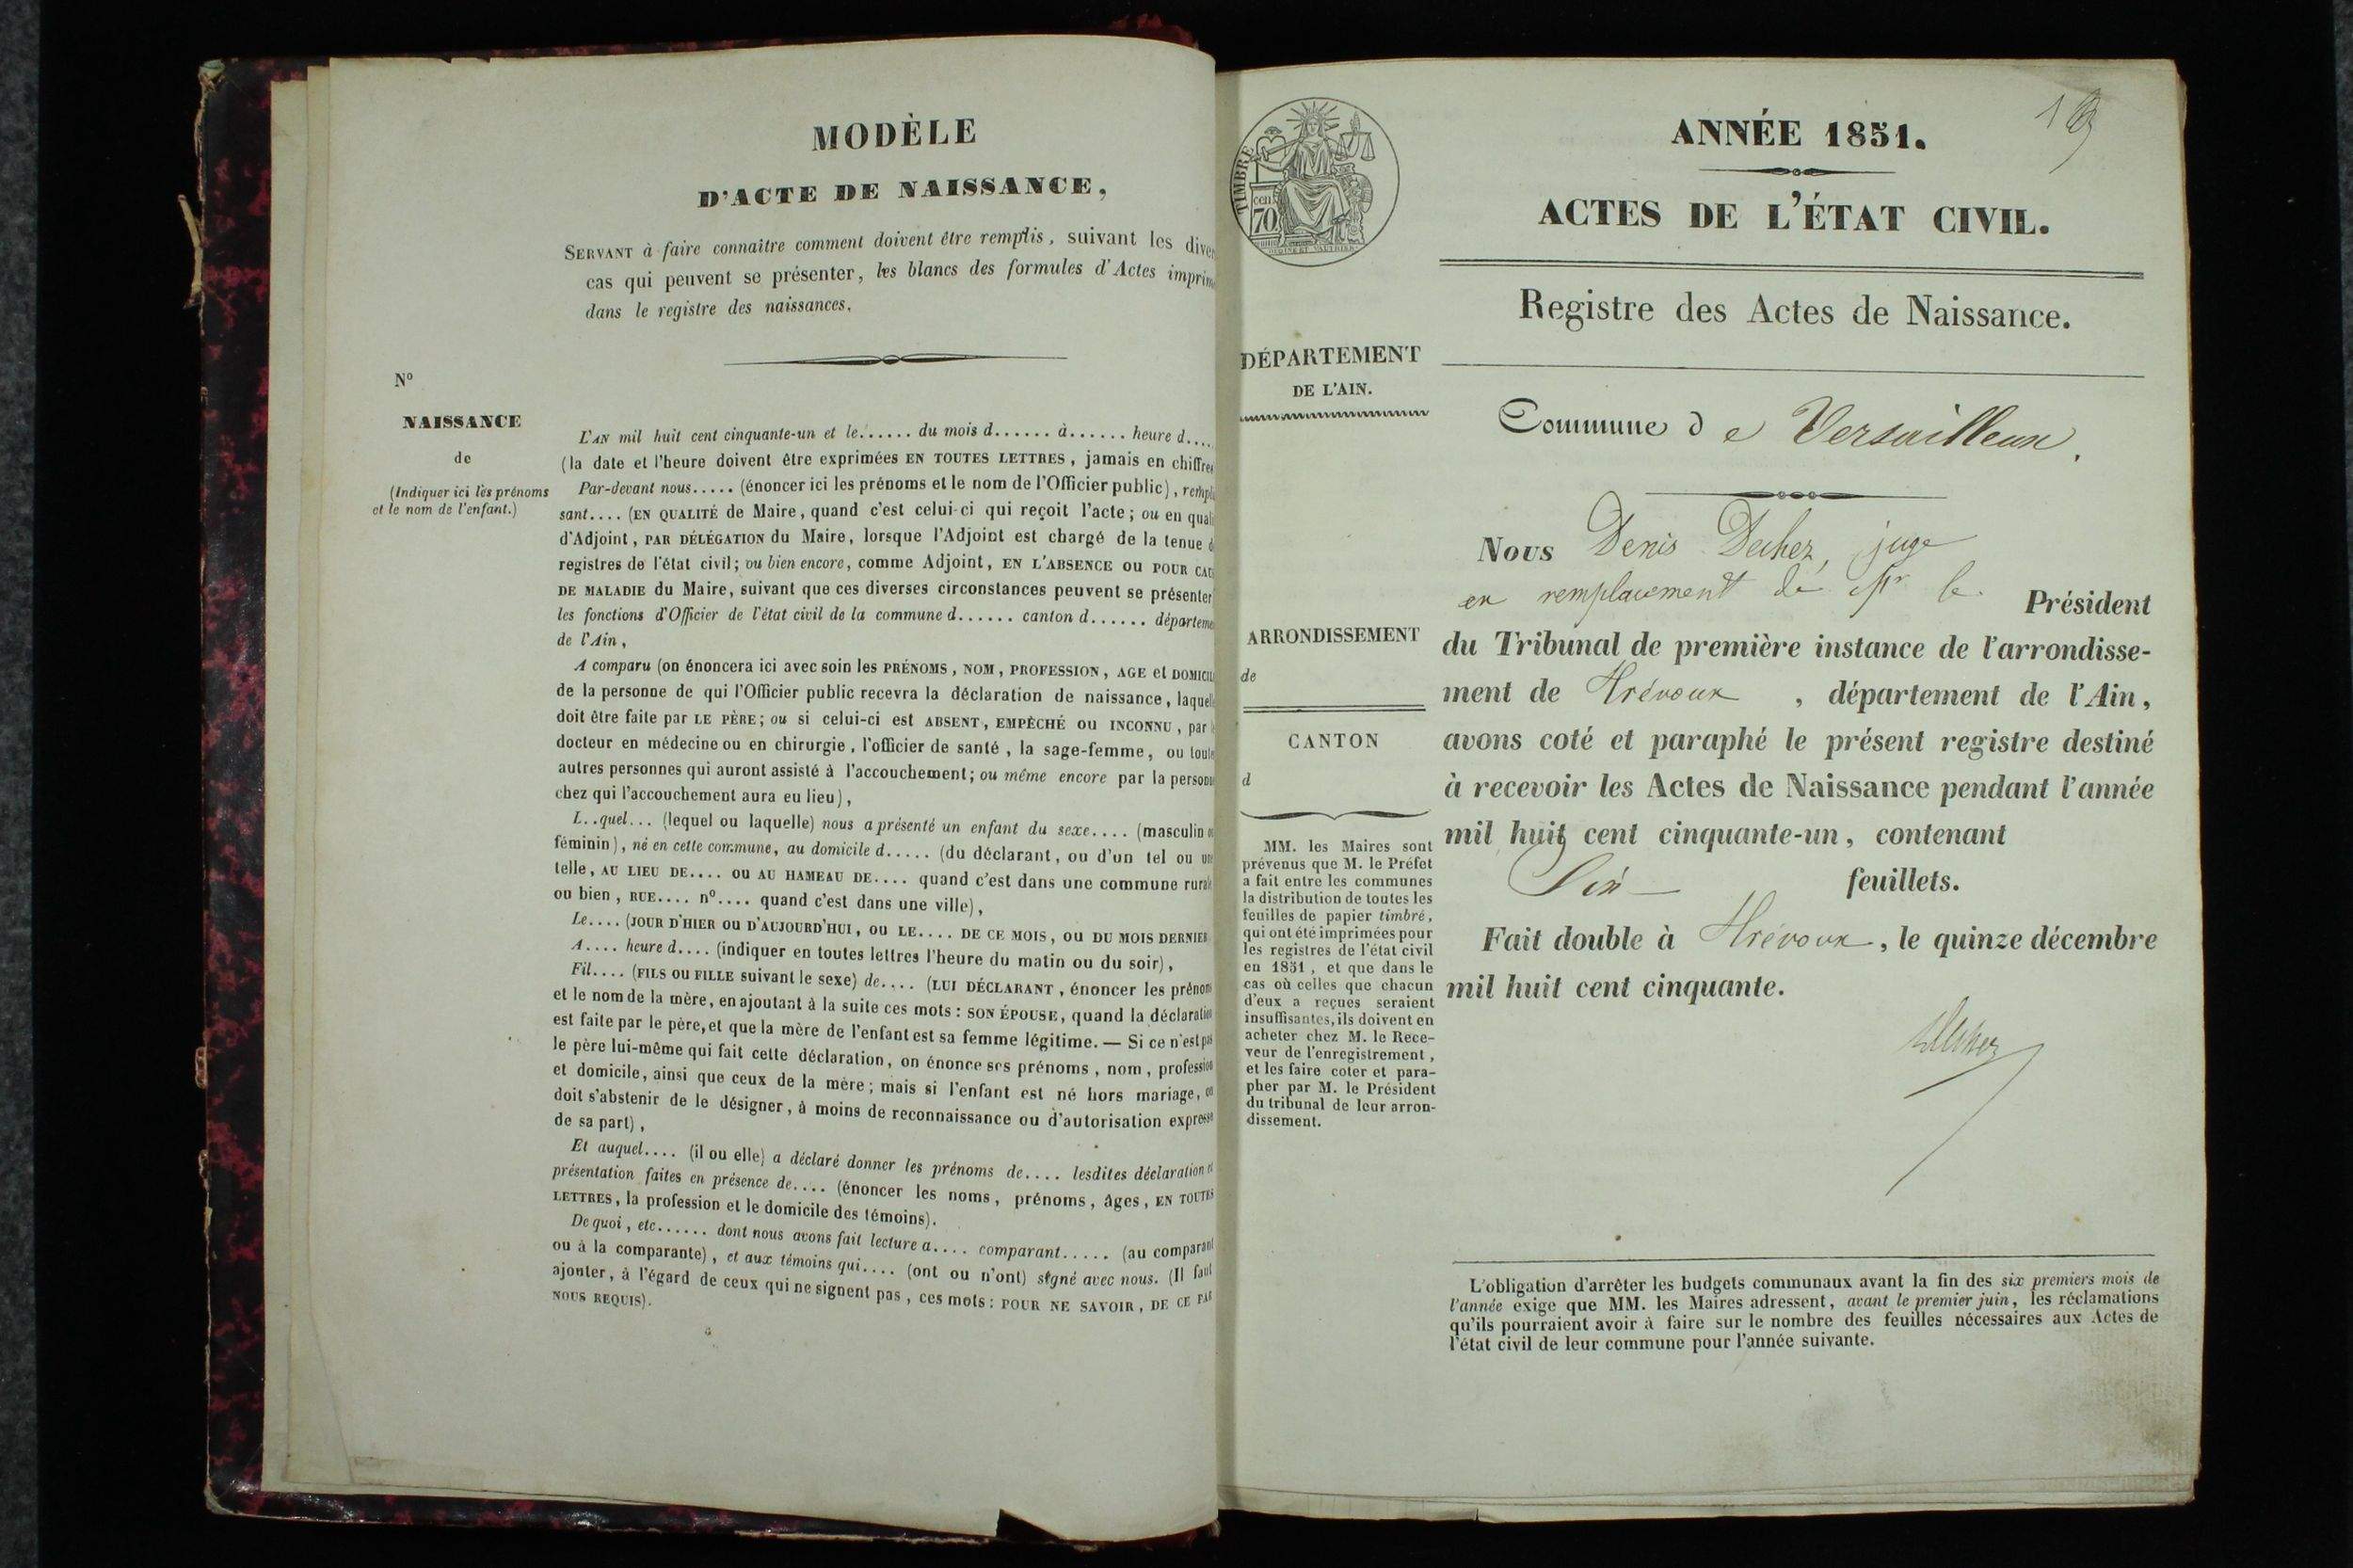 MODÈLE
D'ACTE DE NAISSANCE,
SERVANT à faire connaître comment doivent être remplis, suivant les diver
cas qui peuvent se présenter, les blancs des formules d'Actes imprim
dans le registre des naissances.
N°
NAISSANCE
de
(Indiquer ici les prénoms
et le nom de l'enfant.)
L'AN mil huit cent cinquante-un et le...... du mois d...... à...... heure d....
(la date et l'heure doivent être exprimées EN TOUTES LETTRES, jamais en chiffres
Par-devant nous..... (énoncer ici les prénoms et le nom de l'Officier public), rempli
sant.... (EN QUALITÉ de Maire, quand c'est celui-ci qui reçoit l'acte; ou en quali
d'Adjoint, PAR DÉLÉGATION du Maire, lorsque l'Adjoint est chargé de la tenue d
registres de l'état civil; ou bien encore, comme Adjoint, EN L'ABSENCE ou POUR CAU
DE MALADIE du Maire, suivant que ces diverses circonstances peuvent se présenter
les fonctions d'Officier de l'état civil de la commune d...... canton d...... départeme
de l'Ain,
A comparu (on énoncera ici avec soin les PRÉNOMS, NOM, PROFESSION, AGE et DOMICIL
de la personne de qui l'Officier public recevra la déclaration de naissance, laquell
doit être faite par LE PÈRE; ou si celui-ci est ABSENT, EMPÊCHÉ ou INCONNU, par l
docteur en médecine ou en chirurgie, l'officier de santé, la sage-femme, ou toute
autres personnes qui auront assisté à l'accouchement; ou même encore par la personn
chez qui l'accouchement aura eu lieu),
L..quel... (lequel ou laquelle) nous a présenté un enfant du sexe.... (masculin o
féminin), né en cette commune, au domicile d..... (du déclarant, ou d'un tel ou un
telle, AU LIEU DE.... ou AU HAMEAU DE.... quand c'est dans une commune rural
ou bien, RUE.... n°.... quand c'est dans une ville),
Le.... (JOUR D'HIER ou D'AUJOURD'HUI, ou LE.... DE CE MOIS, ou DU MOIS DERNIER
A.... heure d.... (indiquer en toutes lettres l'heure du matin ou du soir),
Fil.... (FILS ou FILLE suivant le sexe) de.... (LUI DÉCLARANT, énoncer les prénom
et le nom de la mère, en ajoutant à la suite ces mots: SON ÉPOUSE, quand la déclaratio
est faite par le père, et que la mère de l'enfant est sa femme légitime. — Si ce n'est pas
le père lui-même qui fait cette déclaration, on énonce ses prénoms, nom, profession
et domicile, ainsi que ceux de la mère; mais si l'enfant est né hors mariage, on
doit s'abstenir de le désigner, à moins de reconnaissance ou d'autorisation expresse
de sa part),
Et auquel.... (il ou elle) a déclaré donner les prénoms de.... lesdites déclaration et
présentation faites en présence de.... (énoncer les noms, prénoms, âges, EN TOUTES
LETTRES, la profession et le domicile des témoins).
De quoi, etc...... dont nous avons fait lecture a.... comparant..... (au comparant
ou à la comparante), et aux témoins qui.... (ont ou n'ont) signé avec nous. (Il faut
ajouter, à l'égard de ceux qui ne signent pas, ces mots: POUR NE SAVOIR, DE CE PAR
NOUS REQUIS).
TIMBRE
cen
70
DÉPARTEMENT
DE L'AIN.
ARRONDISSEMENT
de
CANTON
d
MM. les Maires sont
prévenus que M. le Préfet
a fait entre les communes
la distribution de toutes les
feuilles de papier timbré,
qui ont été imprimées pour
les registres de l'état civil
en 1851, et que dans le
cas où celles que chacun
d'eux a reçues seraient
insuffisantes, ils doivent en
acheter chez M. le Rece-
veur de l'enregistrement,
et les faire coter et para-
pher par M. le Président
du tribunal de leur arron-
dissement.
ANNÉE 1851.
ACTES DE L'ÉTAT CIVIL.
Registre des Actes de Naissance.
Commune d e Versailleux.
NOUS Denis Dechez, juge
en remplacement de Mr le Président
du Tribunal de première instance de l'arrondisse-
ment de Trévoux, département de l'Ain,
avons coté et paraphé le présent registre destiné
à recevoir les Actes de Naissance pendant l'année
mil huit cent cinquante-un, contenant
Six feuillets.
Fait double à Trévoux, le quinze décembre
mil huit cent cinquante.
Dechez
L'obligation d'arrêter les budgets communaux avant la fin des six premiers mois de
l'année exige que MM. les Maires adressent, avant le premier juin, les réclamations
qu'ils pourraient avoir à faire sur le nombre des feuilles nécessaires aux Actes de
l'état civil de leur commune pour l'année suivante.